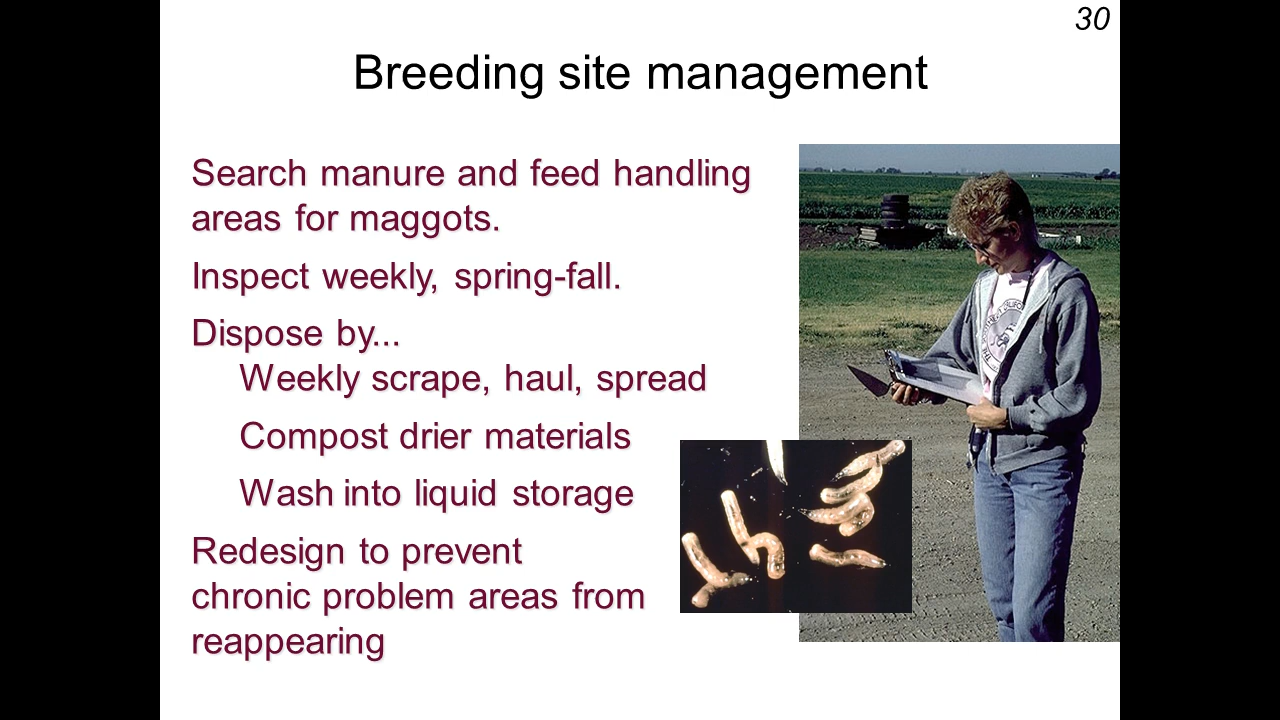 30
Breeding site management
Search manure and feed handling
areas for maggots.
Inspect weekly, spring-fall.
Dispose by...
Weekly scrape, haul, spread
Compost drier materials
Wash into liquid storage
Redesign to prevent
chronic problem areas from
reappearing